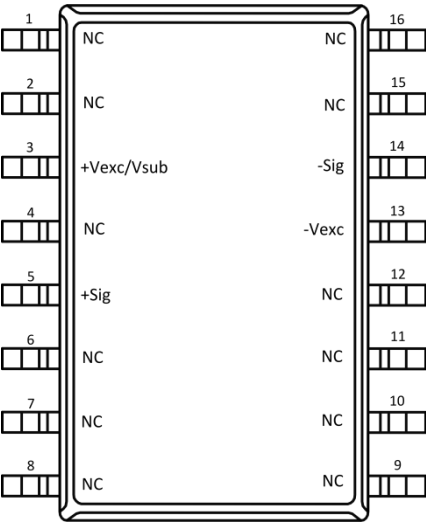 1
NC
2
NC
3
+Vexc/Vsub
4
NC
5
+Sig
6
NC
7
NC
8
NC
16
NC
15
NC
14
-Sig
13
-Vexc
12
NC
11
NC
10
NC
9
NC